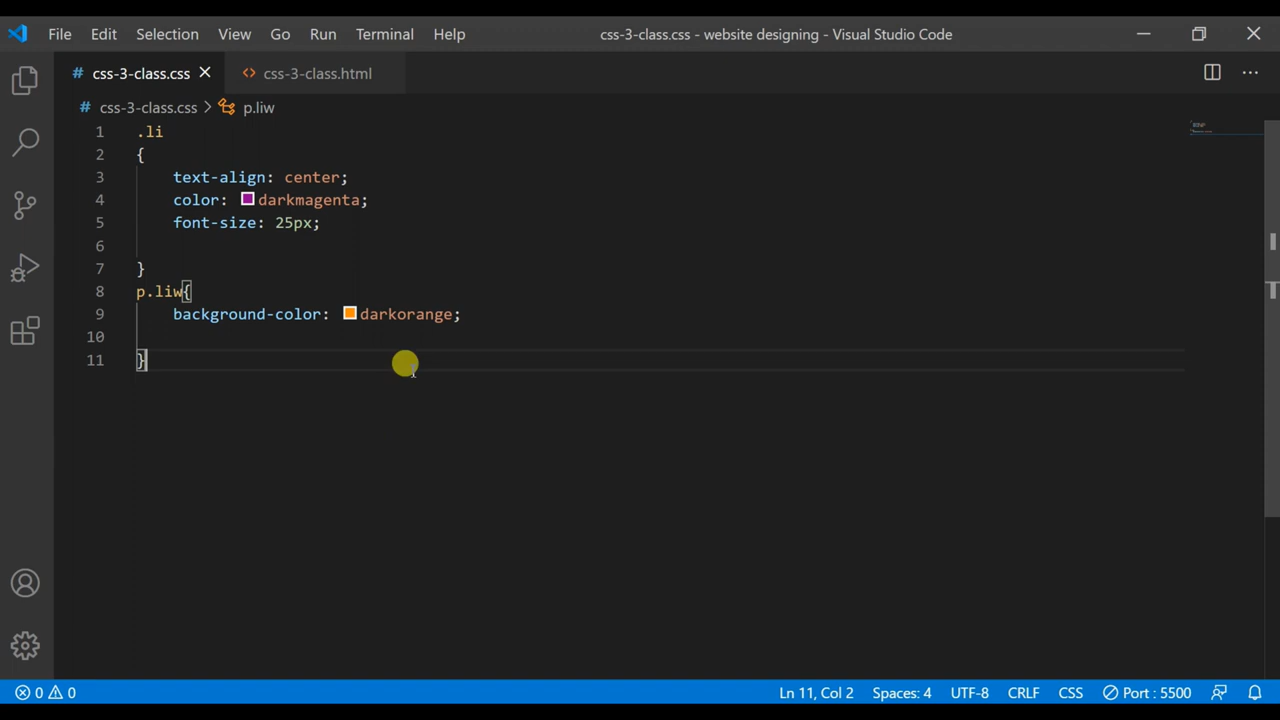 File Edit Selection View Go Run Terminal Help css-3-class.css - website designing - Visual Studio Code
# css-3-class.css <> css-3-class.html
# css-3-class.css > p.liw
1 .li
2 {
3 text-align: center;
4 color: darkmagenta;
5 font-size: 25px;
6
7 }
8 p.liw{
9 background-color: darkorange;
10
11 }
0 0 Ln 11, Col 2 Spaces: 4 UTF-8 CRLF CSS Port : 5500